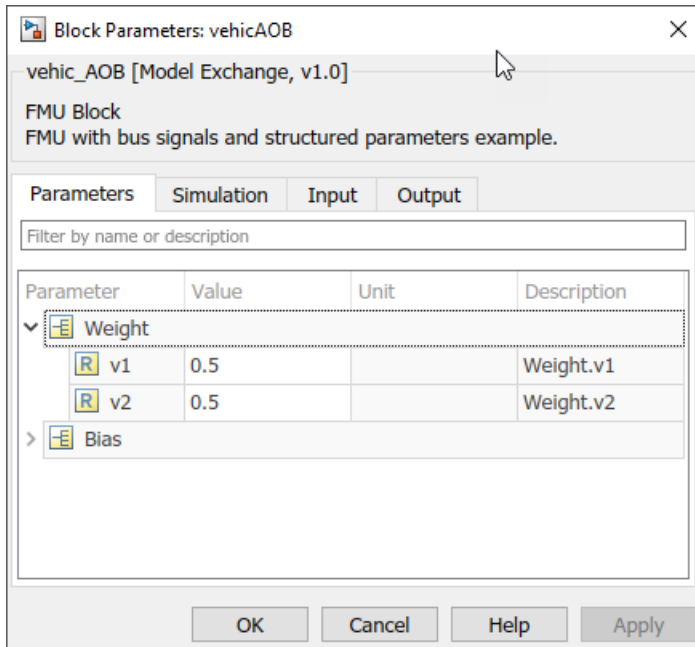 Block Parameters: vehicAOB
vehic_AOB [Model Exchange, v1.0]
FMU Block
FMU with bus signals and structured parameters example.
Parameters Simulation Input Output
Filter by name or description
Parameter Value Unit Description
Weight
R v1 0.5 Weight.v1
R v2 0.5 Weight.v2
Bias
OK Cancel Help Apply